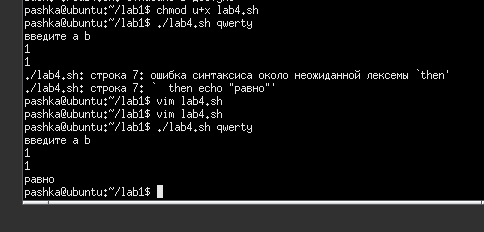 pashka@ubuntu:~/lab1$ chmod u+x lab4.sh
pashka@ubuntu:~/lab1$ ./lab4.sh qwerty
введите a b
1
1
./lab4.sh: строка 7: ошибка синтаксиса около неожиданной лексемы `then'
./lab4.sh: строка 7: `  then echo "равно"'
pashka@ubuntu:~/lab1$ vim lab4.sh
pashka@ubuntu:~/lab1$ vim lab4.sh
pashka@ubuntu:~/lab1$ ./lab4.sh qwerty
введите a b
1
1
равно
pashka@ubuntu:~/lab1$